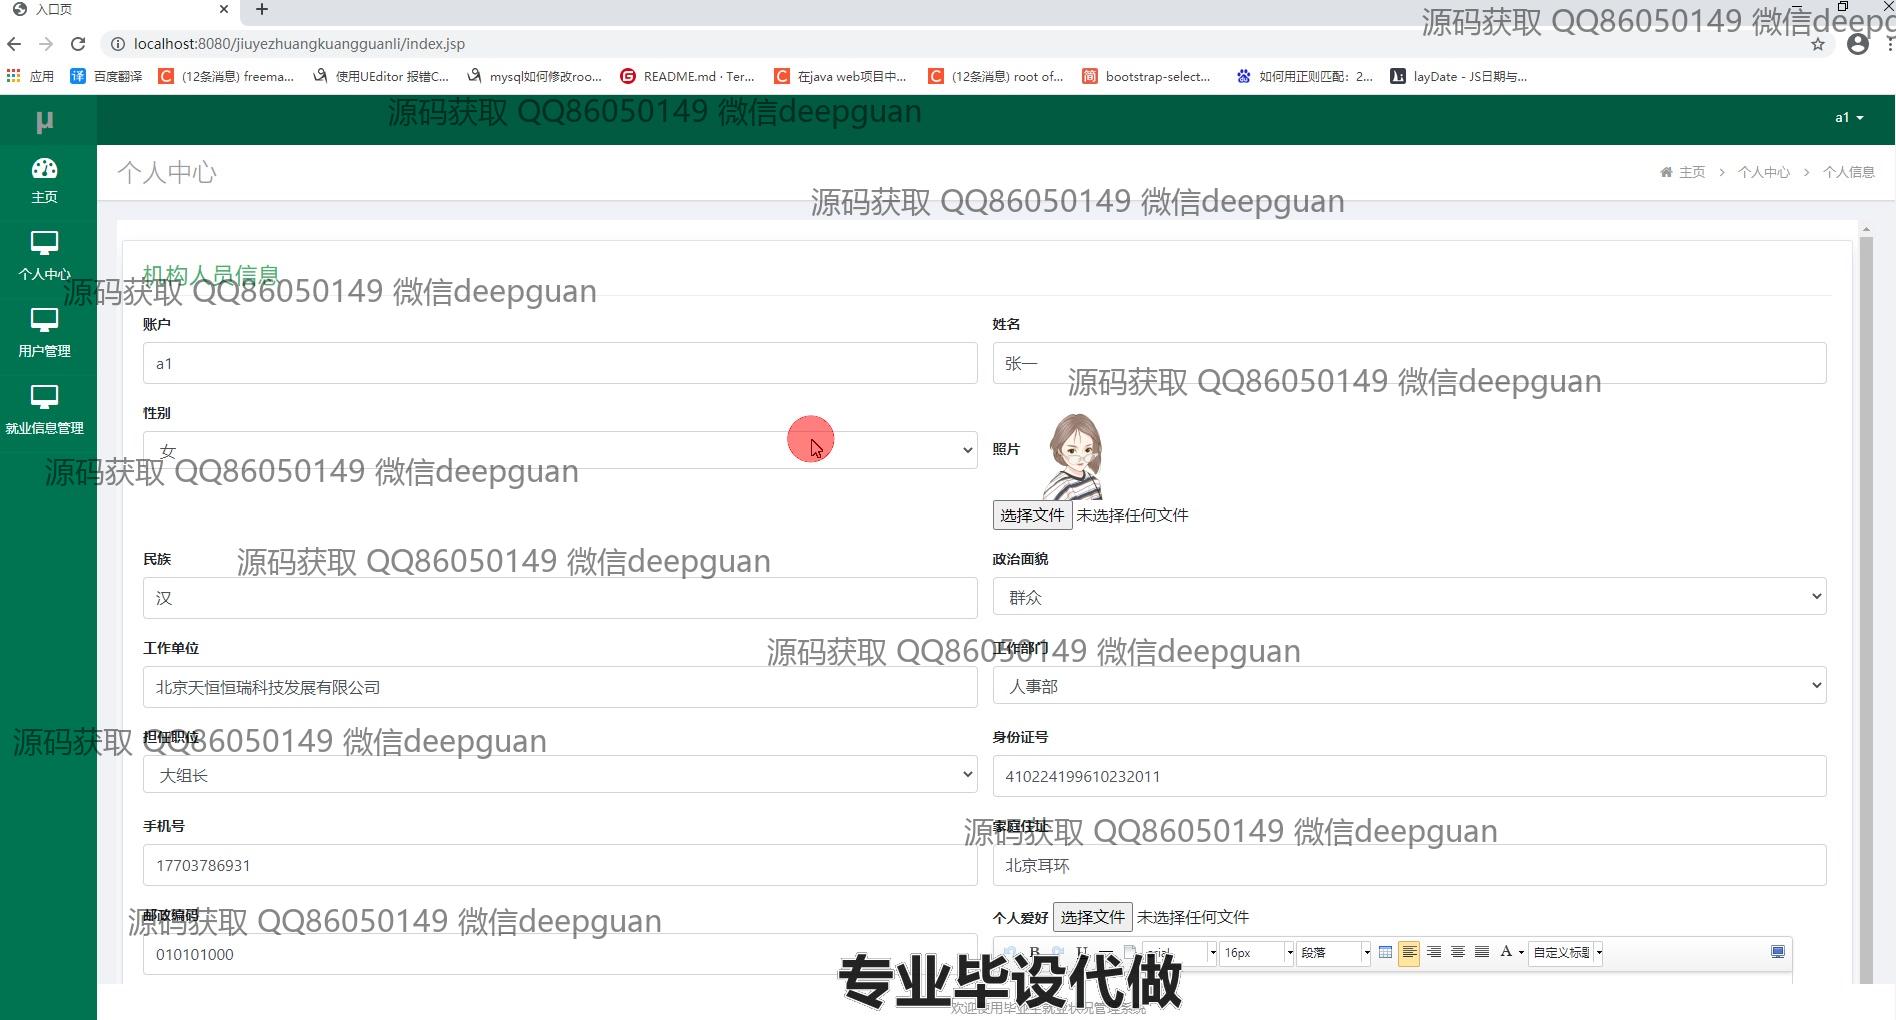 入口页
源码获取 QQ86050149 微信deepg
localhost:8080/jiuyezhuangkuangguanli/index.jsp
应用 百度翻译 (12条消息) freema... 使用UEditor 报错C... mysql如何修改roo... README.md · Ter... 在java web项目中... (12条消息) root of... bootstrap-select... 如何用正则匹配：2... layDate - JS日期与...
源码获取 QQ86050149 微信deepguan
μ
a1
个人中心
主页 > 个人中心 > 个人信息
主页
源码获取 QQ86050149 微信deepguan
个人中心
机构人员信息
源码获取 QQ86050149 微信deepguan
账户
姓名
用户管理
a1
张一
源码获取 QQ86050149 微信deepguan
性别
就业信息管理
女
照片
源码获取 QQ86050149 微信deepguan
选择文件 未选择任何文件
民族
源码获取 QQ86050149 微信deepguan
政治面貌
汉
群众
工作单位
源码获取 QQ86050149 微信deepguan
工作部门
北京天恒恒瑞科技发展有限公司
人事部
担任职位
源码获取 QQ86050149 微信deepguan
身份证号
大组长
410224199610232011
手机号
家庭住址
源码获取 QQ86050149 微信deepguan
17703786931
北京耳环
邮政编码
源码获取 QQ86050149 微信deepguan
个人爱好 选择文件 未选择任何文件
010101000
B U arial 16px 段落 A 自定义标题
专业毕设代做
欢迎使用毕业生就业状况管理系统